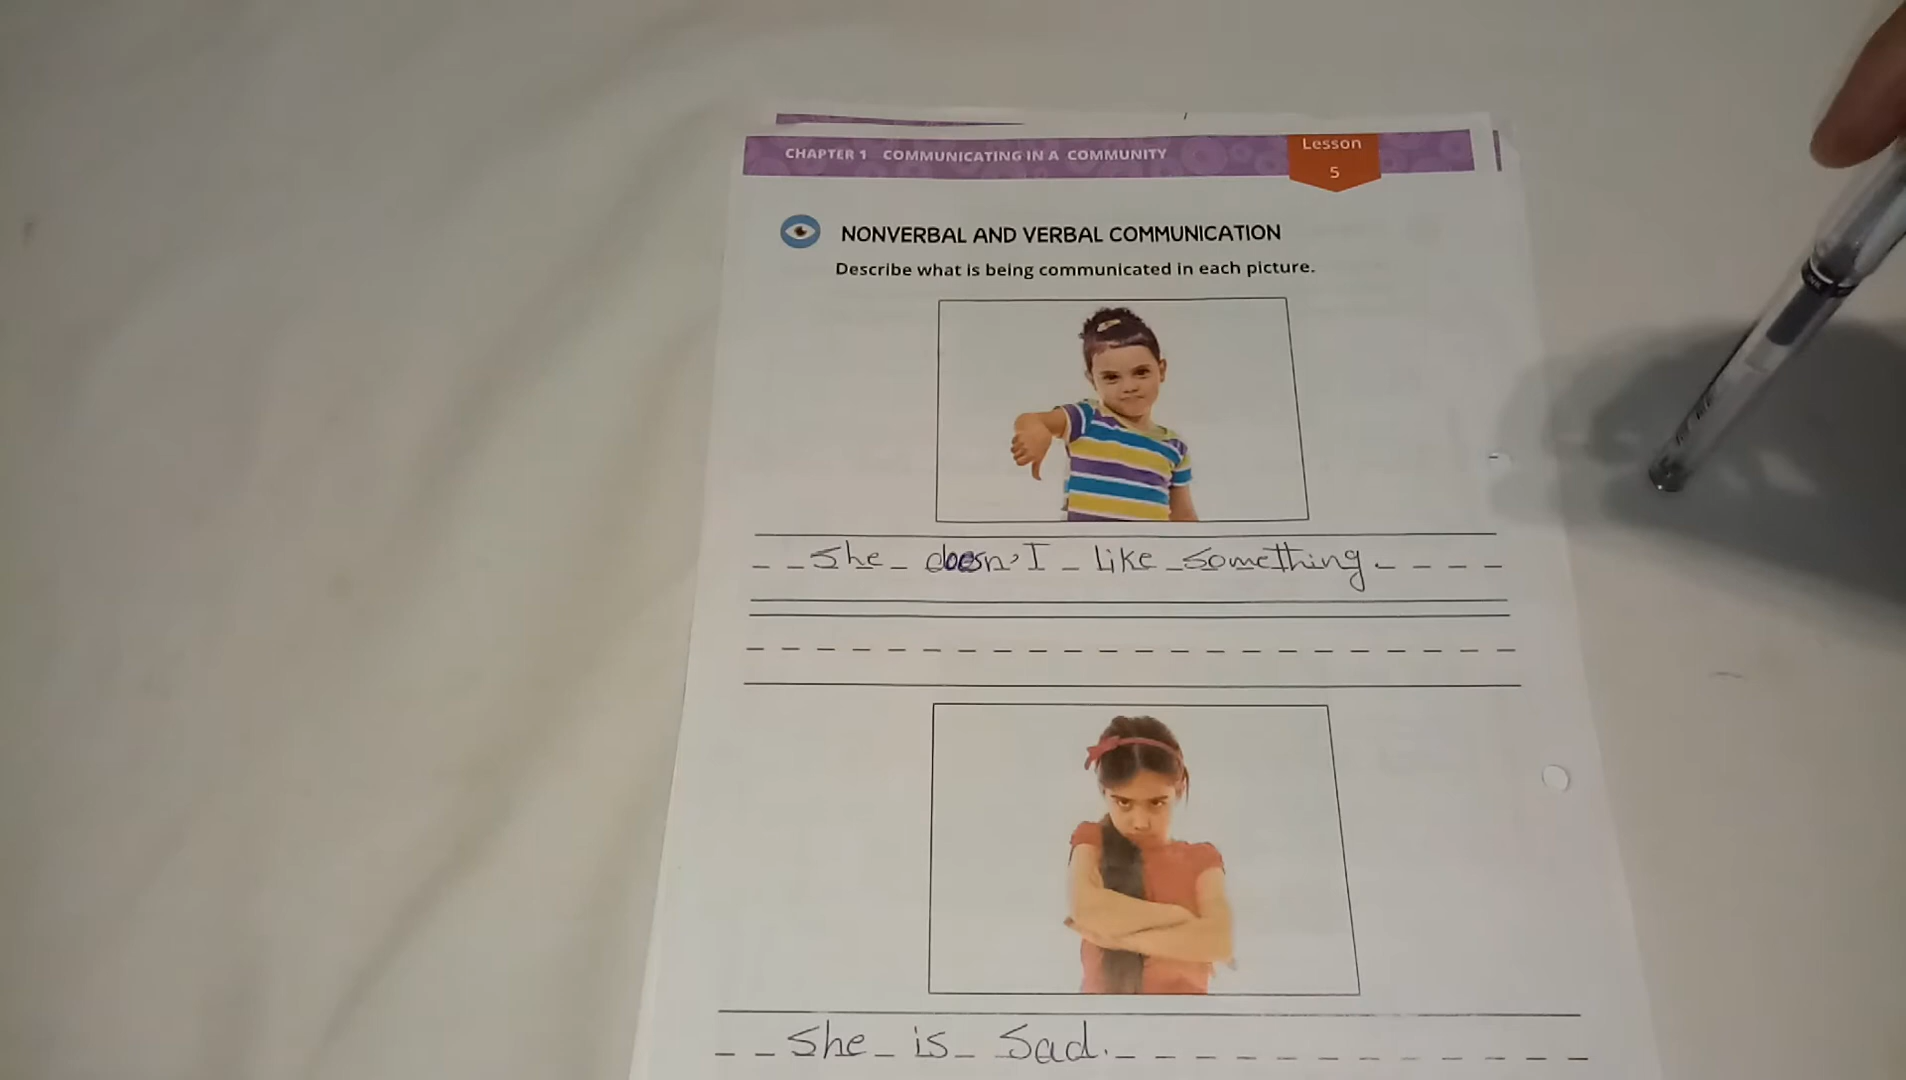 CHAPTER 1 COMMUNICATING IN A COMMUNITY
Lesson
5
NONVERBAL AND VERBAL COMMUNICATION
Describe what is being communicated in each picture.
She doesn't like something.
She is sad.